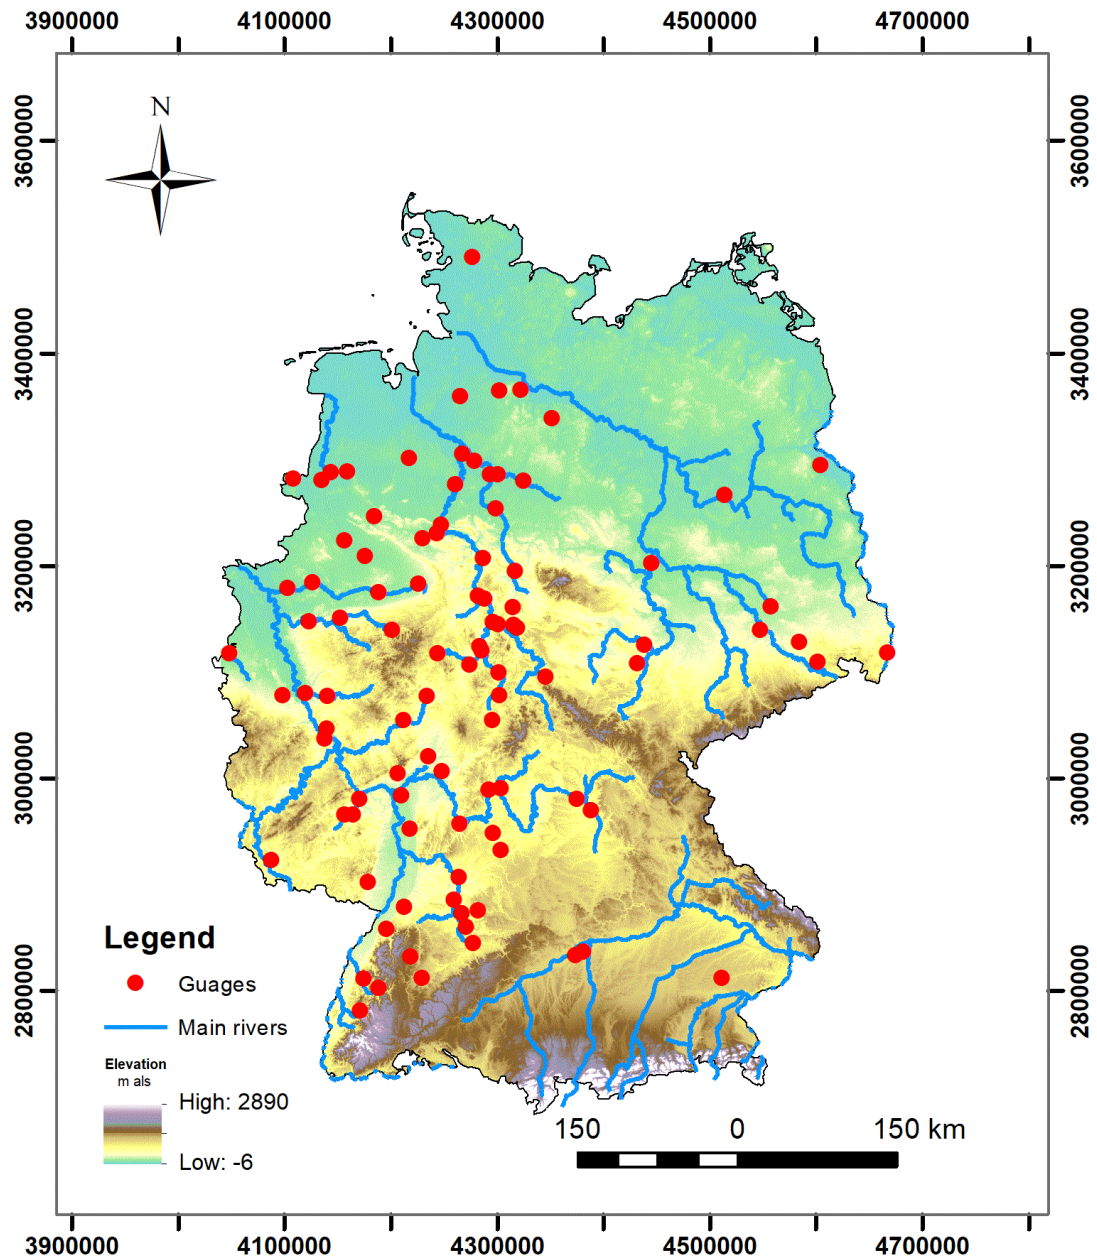 3900000 4100000 4300000 4500000 4700000
3600000 3600000
N
3400000 3400000
3200000 3200000
3000000 3000000
2800000 2800000
Legend
Guages
Main rivers
Elevation
m als
High: 2890
Low: -6
150 0 150 km
3900000 4100000 4300000 4500000 4700000